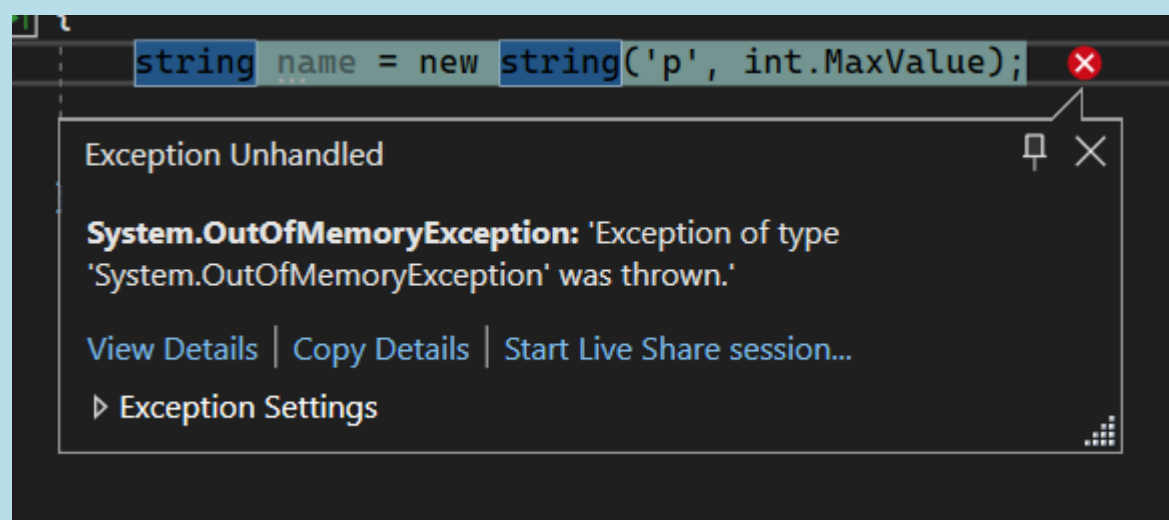 {
string name = new string('p', int.MaxValue);
Exception Unhandled
System.OutOfMemoryException: 'Exception of type
'System.OutOfMemoryException' was thrown.'
View Details | Copy Details | Start Live Share session...
Exception Settings